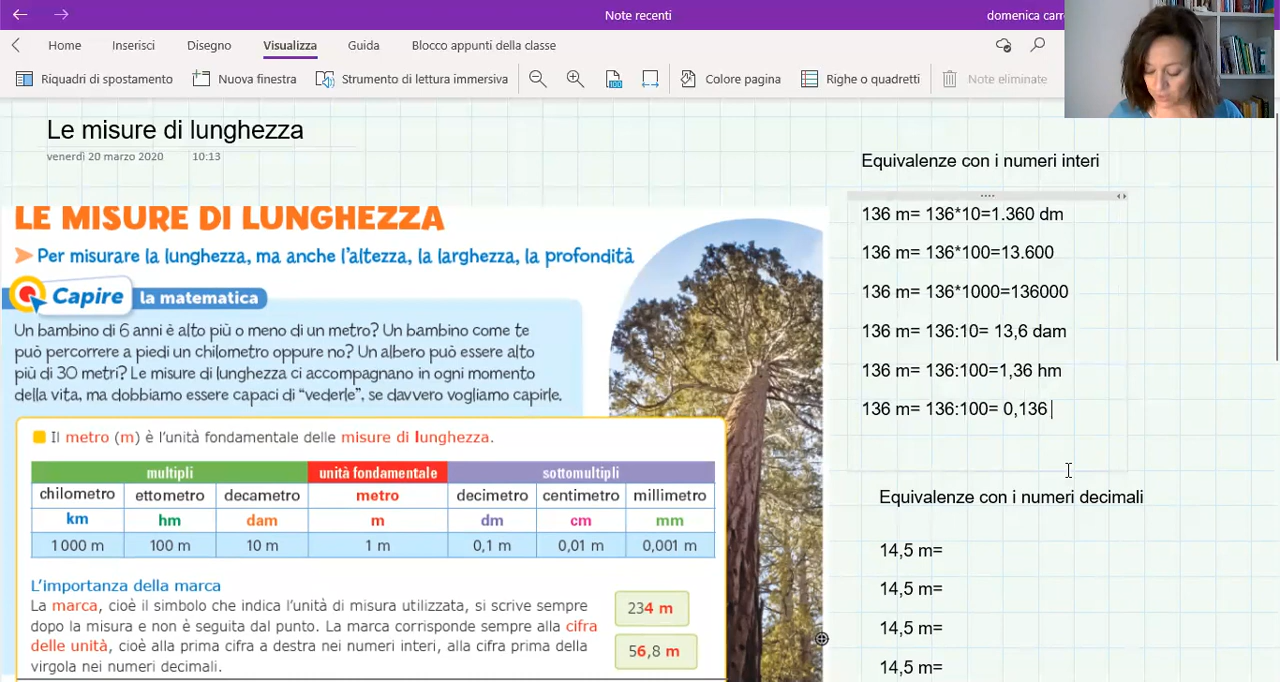 Note recenti
domenica carr
Home Inserisci Disegno Visualizza Guida Blocco appunti della classe
Riquadri di spostamento Nuova finestra Strumento di lettura immersiva 100 Colore pagina Righe o quadretti Note eliminate
Le misure di lunghezza
venerdì 20 marzo 2020 10:13
LE MISURE DI LUNGHEZZA
Per misurare la lunghezza, ma anche l'altezza, la larghezza, la profondità
Capire la matematica
Un bambino di 6 anni è alto più o meno di un metro? Un bambino come te
può percorrere a piedi un chilometro oppure no? Un albero può essere alto
più di 30 metri? Le misure di lunghezza ci accompagnano in ogni momento
della vita, ma dobbiamo essere capaci di "vederle", se davvero vogliamo capirle.
Il metro (m) è l'unità fondamentale delle misure di lunghezza.
multipli unità fondamentale sottomultipli
chilometro ettometro decametro metro decimetro centimetro millimetro
km hm dam m dm cm mm
1 000 m 100 m 10 m 1 m 0,1 m 0,01 m 0,001 m
L'importanza della marca
La marca, cioè il simbolo che indica l'unità di misura utilizzata, si scrive sempre
dopo la misura e non è seguita dal punto. La marca corrisponde sempre alla cifra
delle unità, cioè alla prima cifra a destra nei numeri interi, alla cifra prima della
virgola nei numeri decimali.
234 m
56,8 m
Equivalenze con i numeri interi
136 m= 136*10=1.360 dm
136 m= 136*100=13.600
136 m= 136*1000=136000
136 m= 136:10= 13,6 dam
136 m= 136:100=1,36 hm
136 m= 136:100= 0,136
Equivalenze con i numeri decimali
14,5 m=
14,5 m=
14,5 m=
14,5 m=